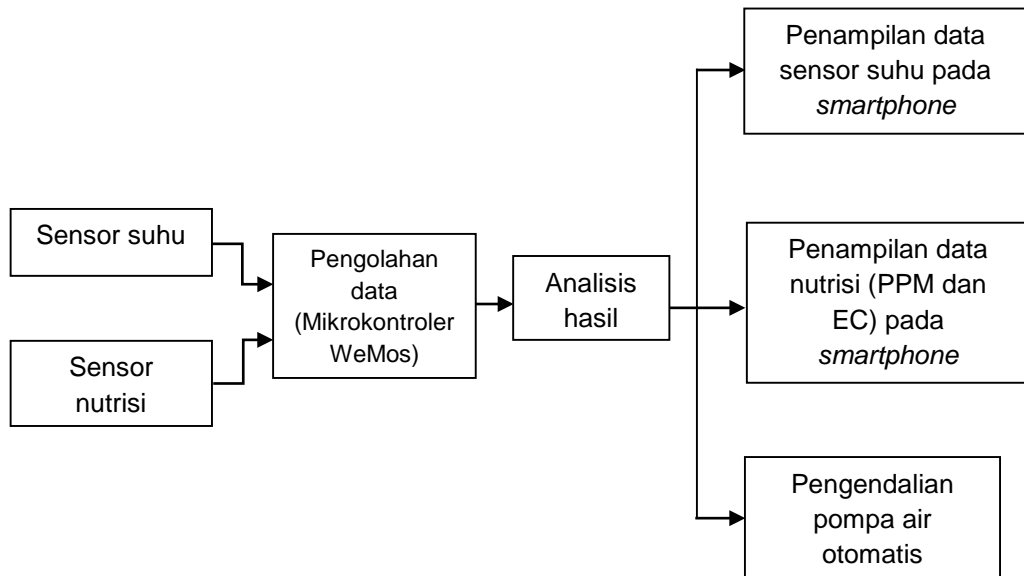 Sensor suhu
Sensor
nutrisi
Pengolahan
data
(Mikrokontroler
WeMos)
Analisis
hasil
Penampilan data
sensor suhu pada
smartphone
Penampilan data
nutrisi (PPM dan
EC) pada
smartphone
Pengendalian
pompa air
otomatis